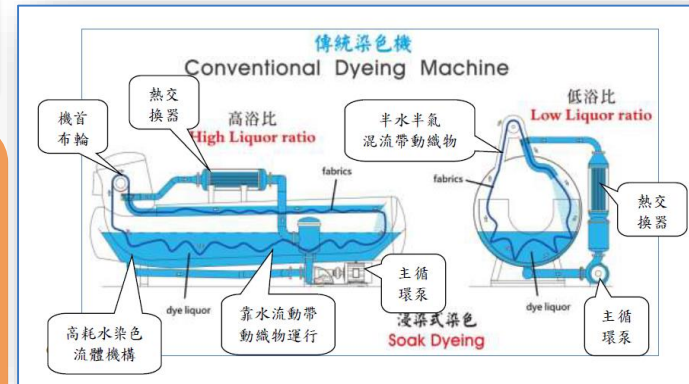 傳統染色機
Conventional Dyeing Machine
機首
布輪
熱交
換器
高浴比
High Liquor ratio
半水半氣
混流帶動織物
低浴比
Low Liquor ratio
fabrics
fabrics
熱交
換器
主循
環泵
dye liquor
高耗水染色
流體機構
靠水流動帶
動織物運行
浸染式染色
Soak Dyeing
dye liquor
主循
環泵